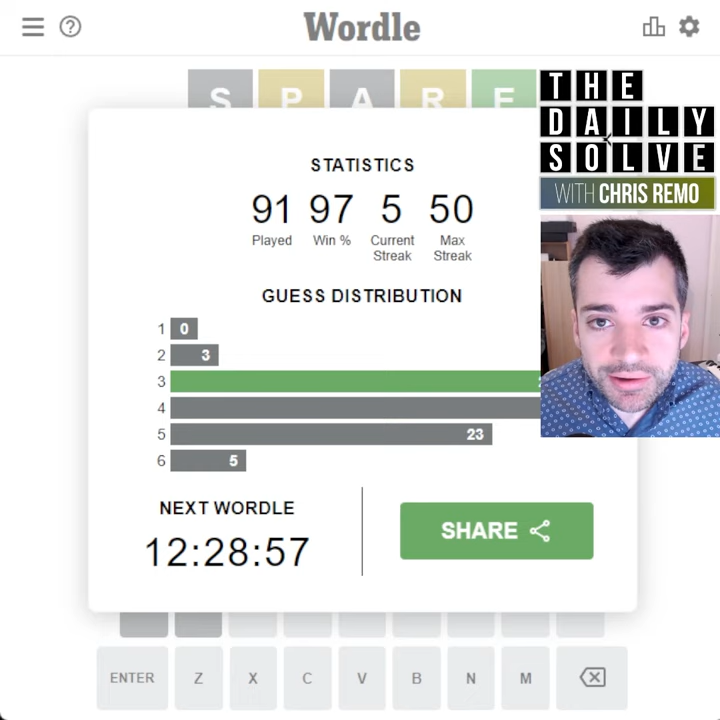 Wordle
S P A R E
THE
DAILY
SOLVE
WITH CHRIS REMO
STATISTICS
91 97 5 50
Played Win % Current Streak Max Streak
GUESS DISTRIBUTION
1 0
2 3
3
4
5 23
6 5
NEXT WORDLE
12:28:57
SHARE
ENTER Z X C V B N M